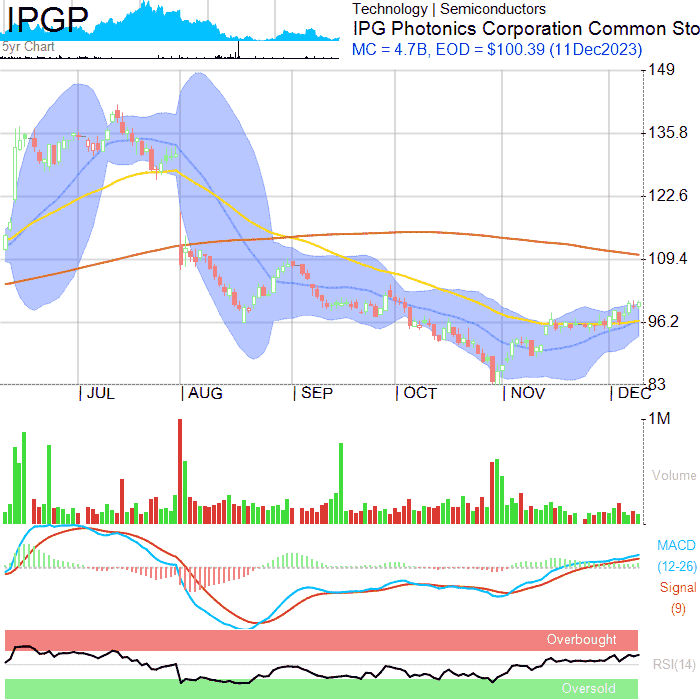 IPGP
5yr Chart
Technology | Semiconductors
IPG Photonics Corporation Common Sto
MC = 4.7B, EOD = $100.39 (11Dec2023)
149
135.8
122.6
109.4
96.2
83
| JUL | AUG | SEP | OCT | NOV | DEC
1M
Volume
MACD
(12-26)
Signal
(9)
Overbought
RSI(14)
Oversold